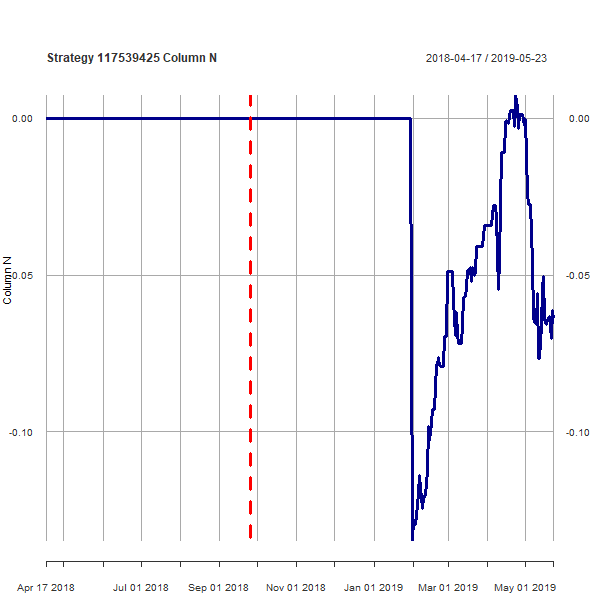 Strategy 117539425 Column N
2018-04-17 / 2019-05-23
0.00
0.00
-0.05
-0.05
Column N
-0.10
-0.10
Apr 17 2018
Jul 01 2018
Sep 01 2018
Nov 01 2018
Jan 01 2019
Mar 01 2019
May 01 2019